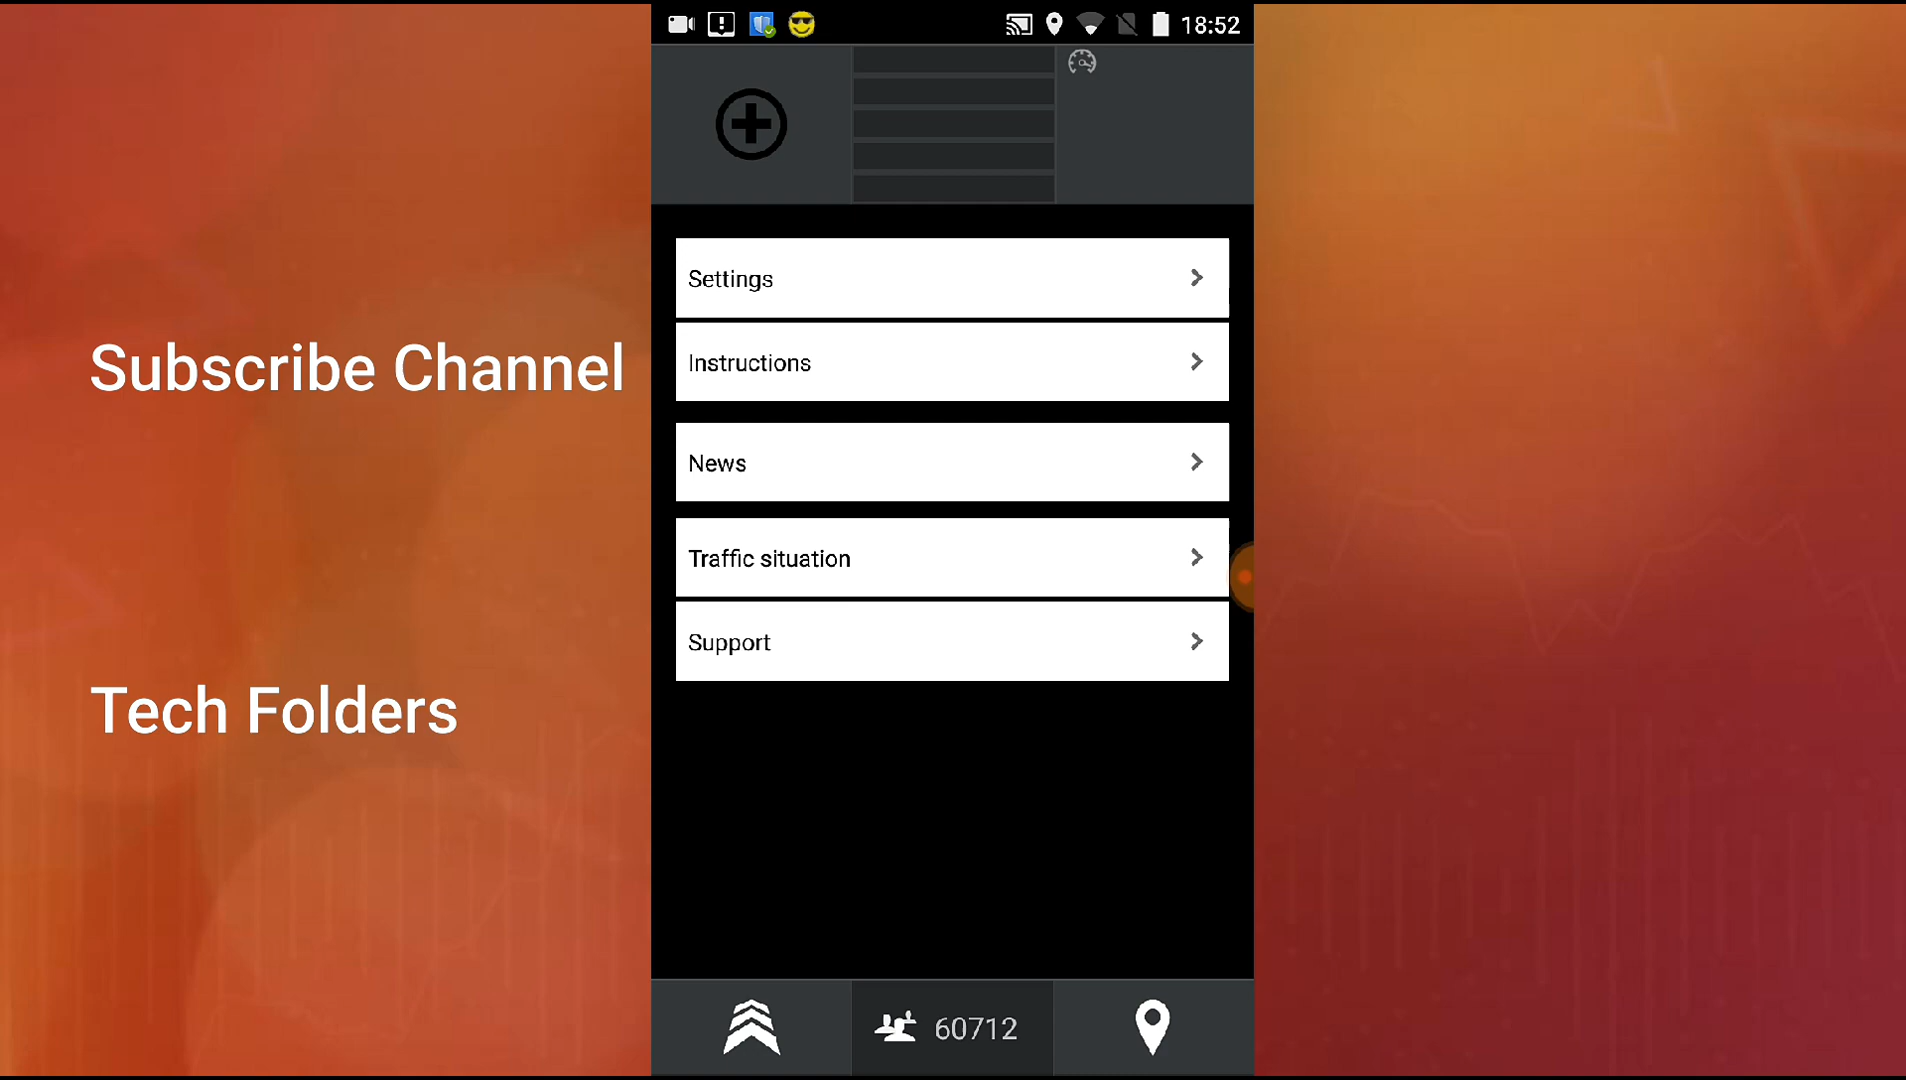 18:52
Settings
Instructions
Subscribe Channel
News
Traffic situation
Support
Tech Folders
60712